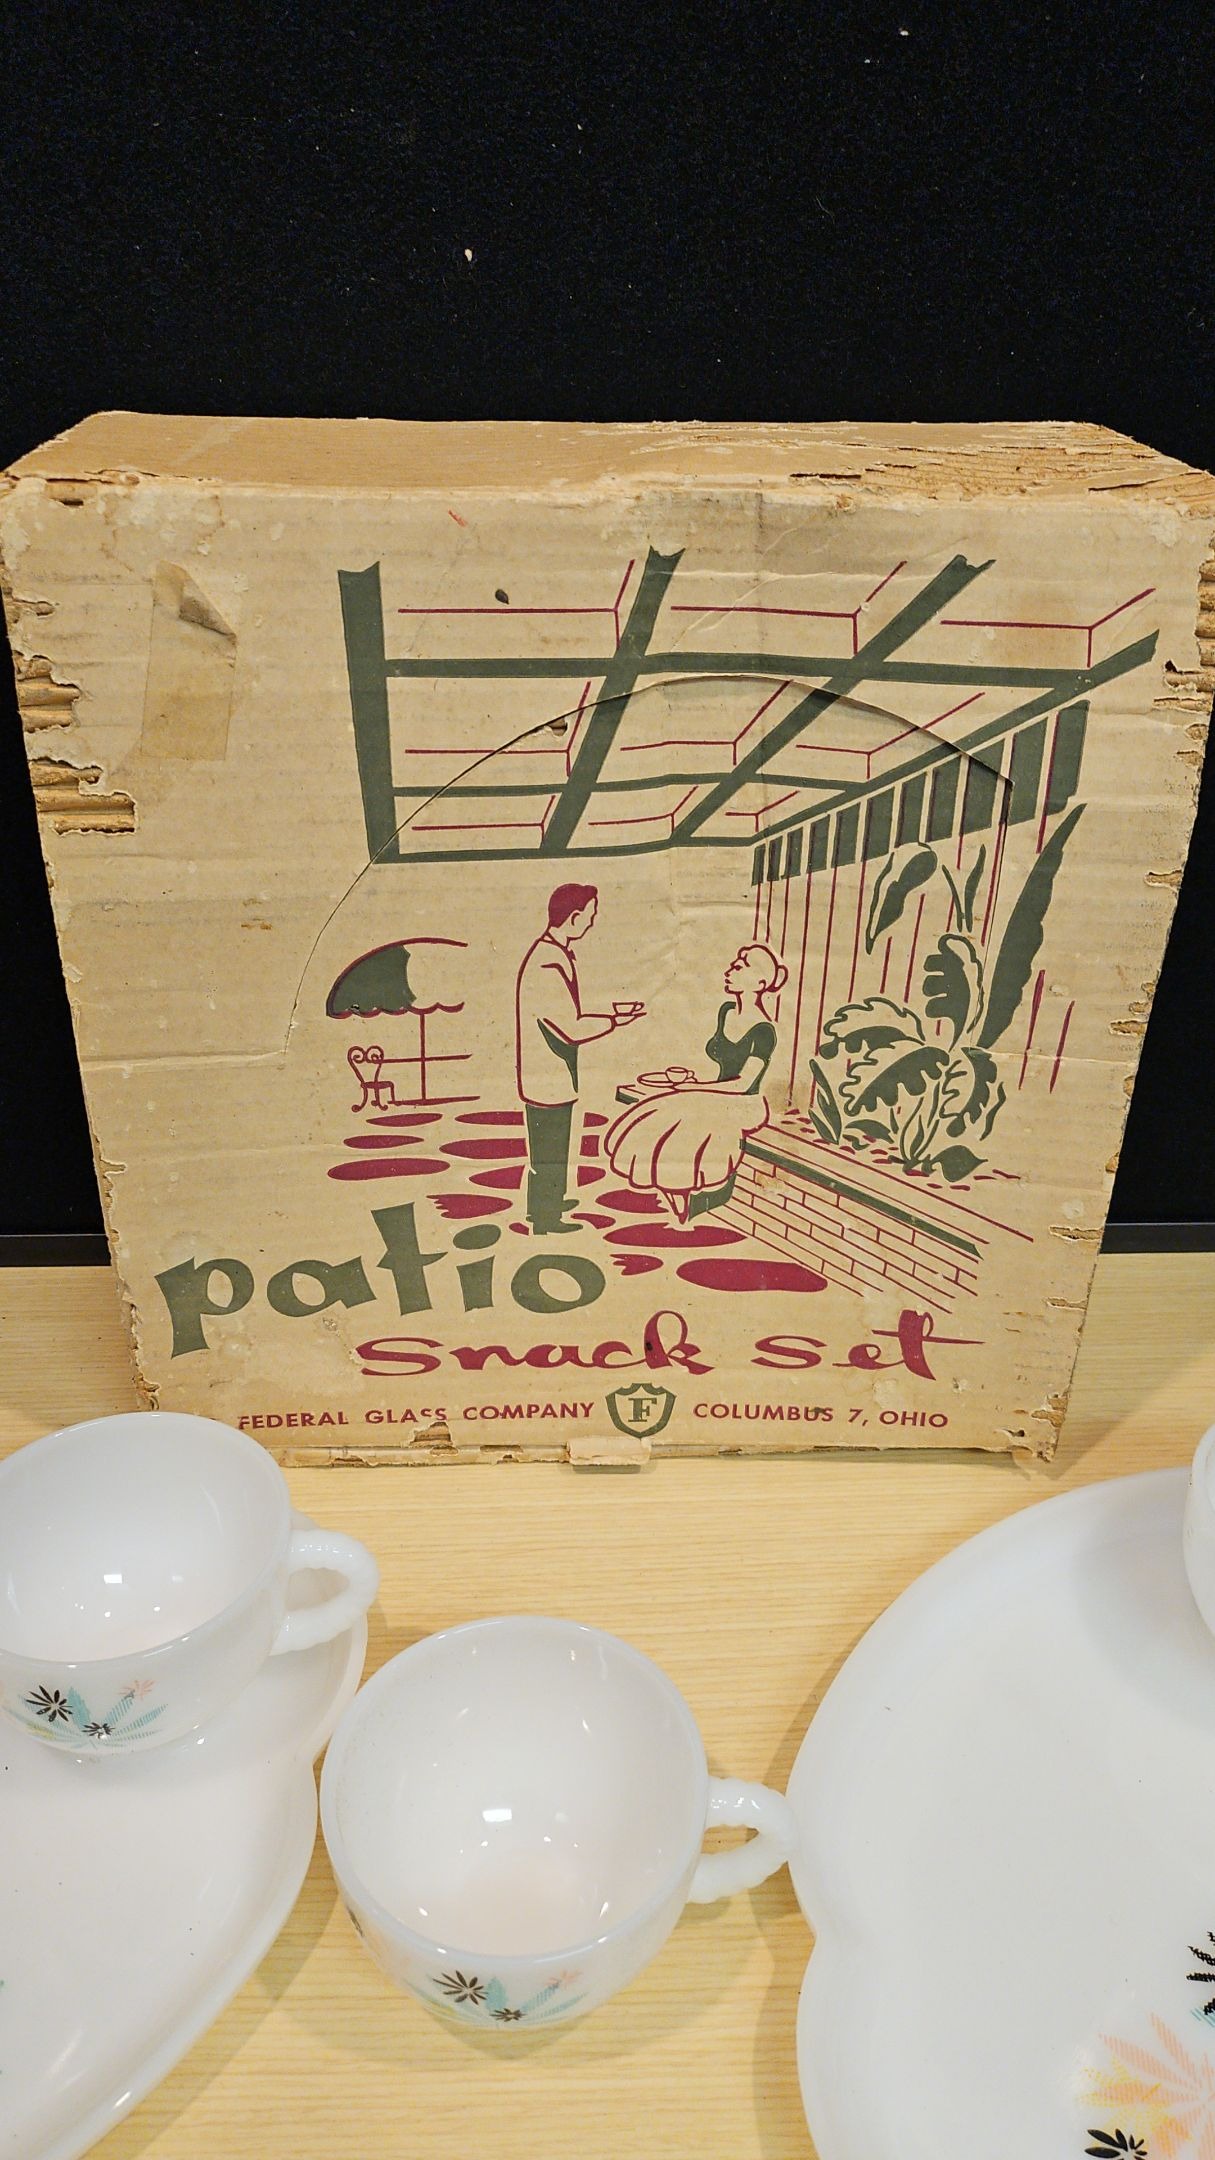 patio
snack set
FEDERAL GLASS COMPANY F COLUMBUS 7, OHIO